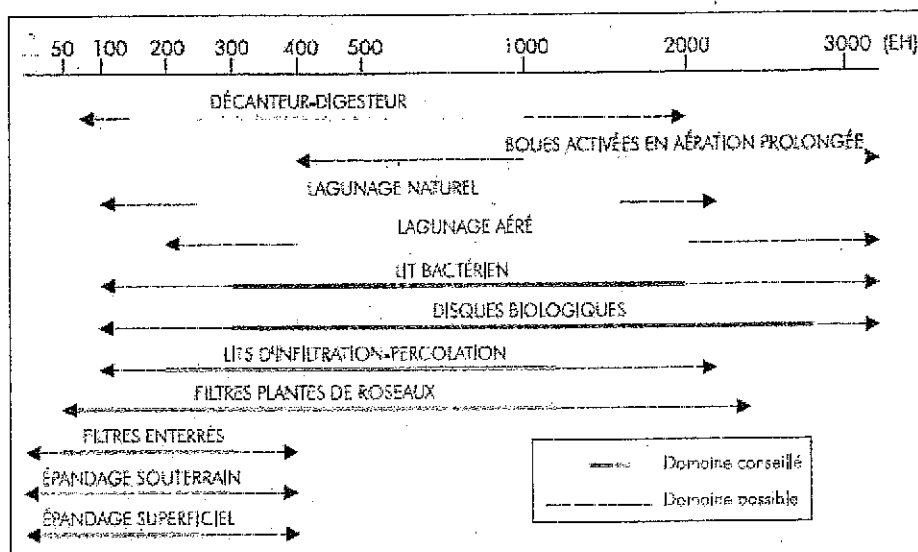 50 100 200 300 400 500 1000 2000 3000 (EH)
DÉCANTEUR-DIGESTEUR
BOUES ACTIVÉES EN AÉRATION PROLONGÉE
LAGUNAGE NATUREL
LAGUNAGE AÉRÉ
LIT BACTÉRIEN
DISQUES BIOLOGIQUES
LITS D'INFILTRATION-PERCOLATION
FILTRES PLANTES DE ROSEAUX
FILTRES ENTERRÉS
ÉPANDAGE SOUTERRAIN
ÉPANDAGE SUPERFICIEL
Domaine conseillé
Domaine possible